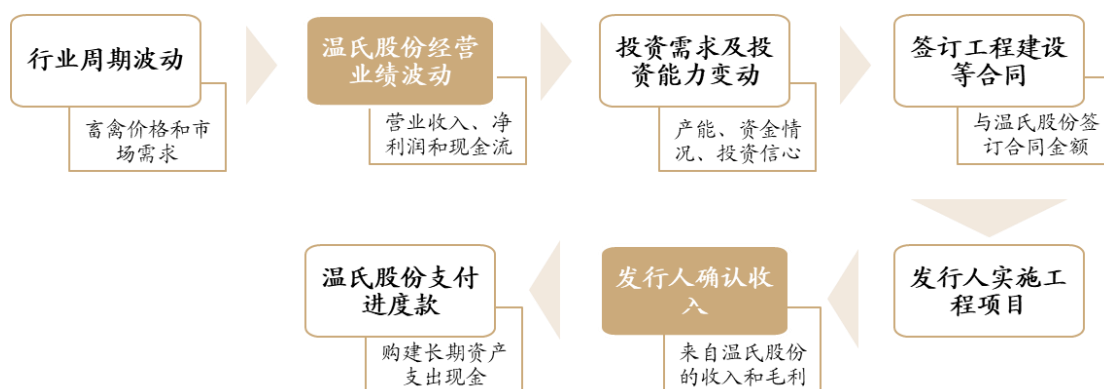 行业周期波动
畜禽价格和市
场需求
温氏股份经营
业绩波动
营业收入、净
利润和现金流
投资需求及投
资能力变动
产能、资金情
况、投资信心
签订工程建设
等合同
与温氏股份签
订合同金额
发行人实施工
程项目
发行人确认收
入
来自温氏股份
的收入和毛利
温氏股份支付
进度款
购建长期资产
支出现金